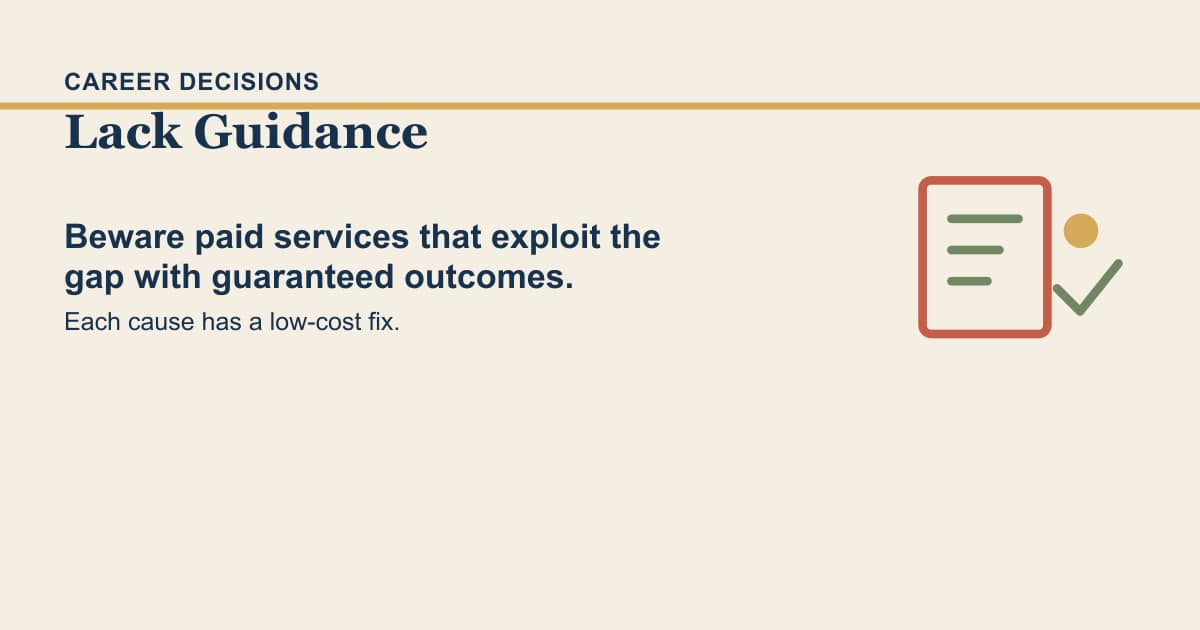 CAREER DECISIONS
Lack Guidance
Beware paid services that exploit the
gap with guaranteed outcomes.
Each cause has a low-cost fix.